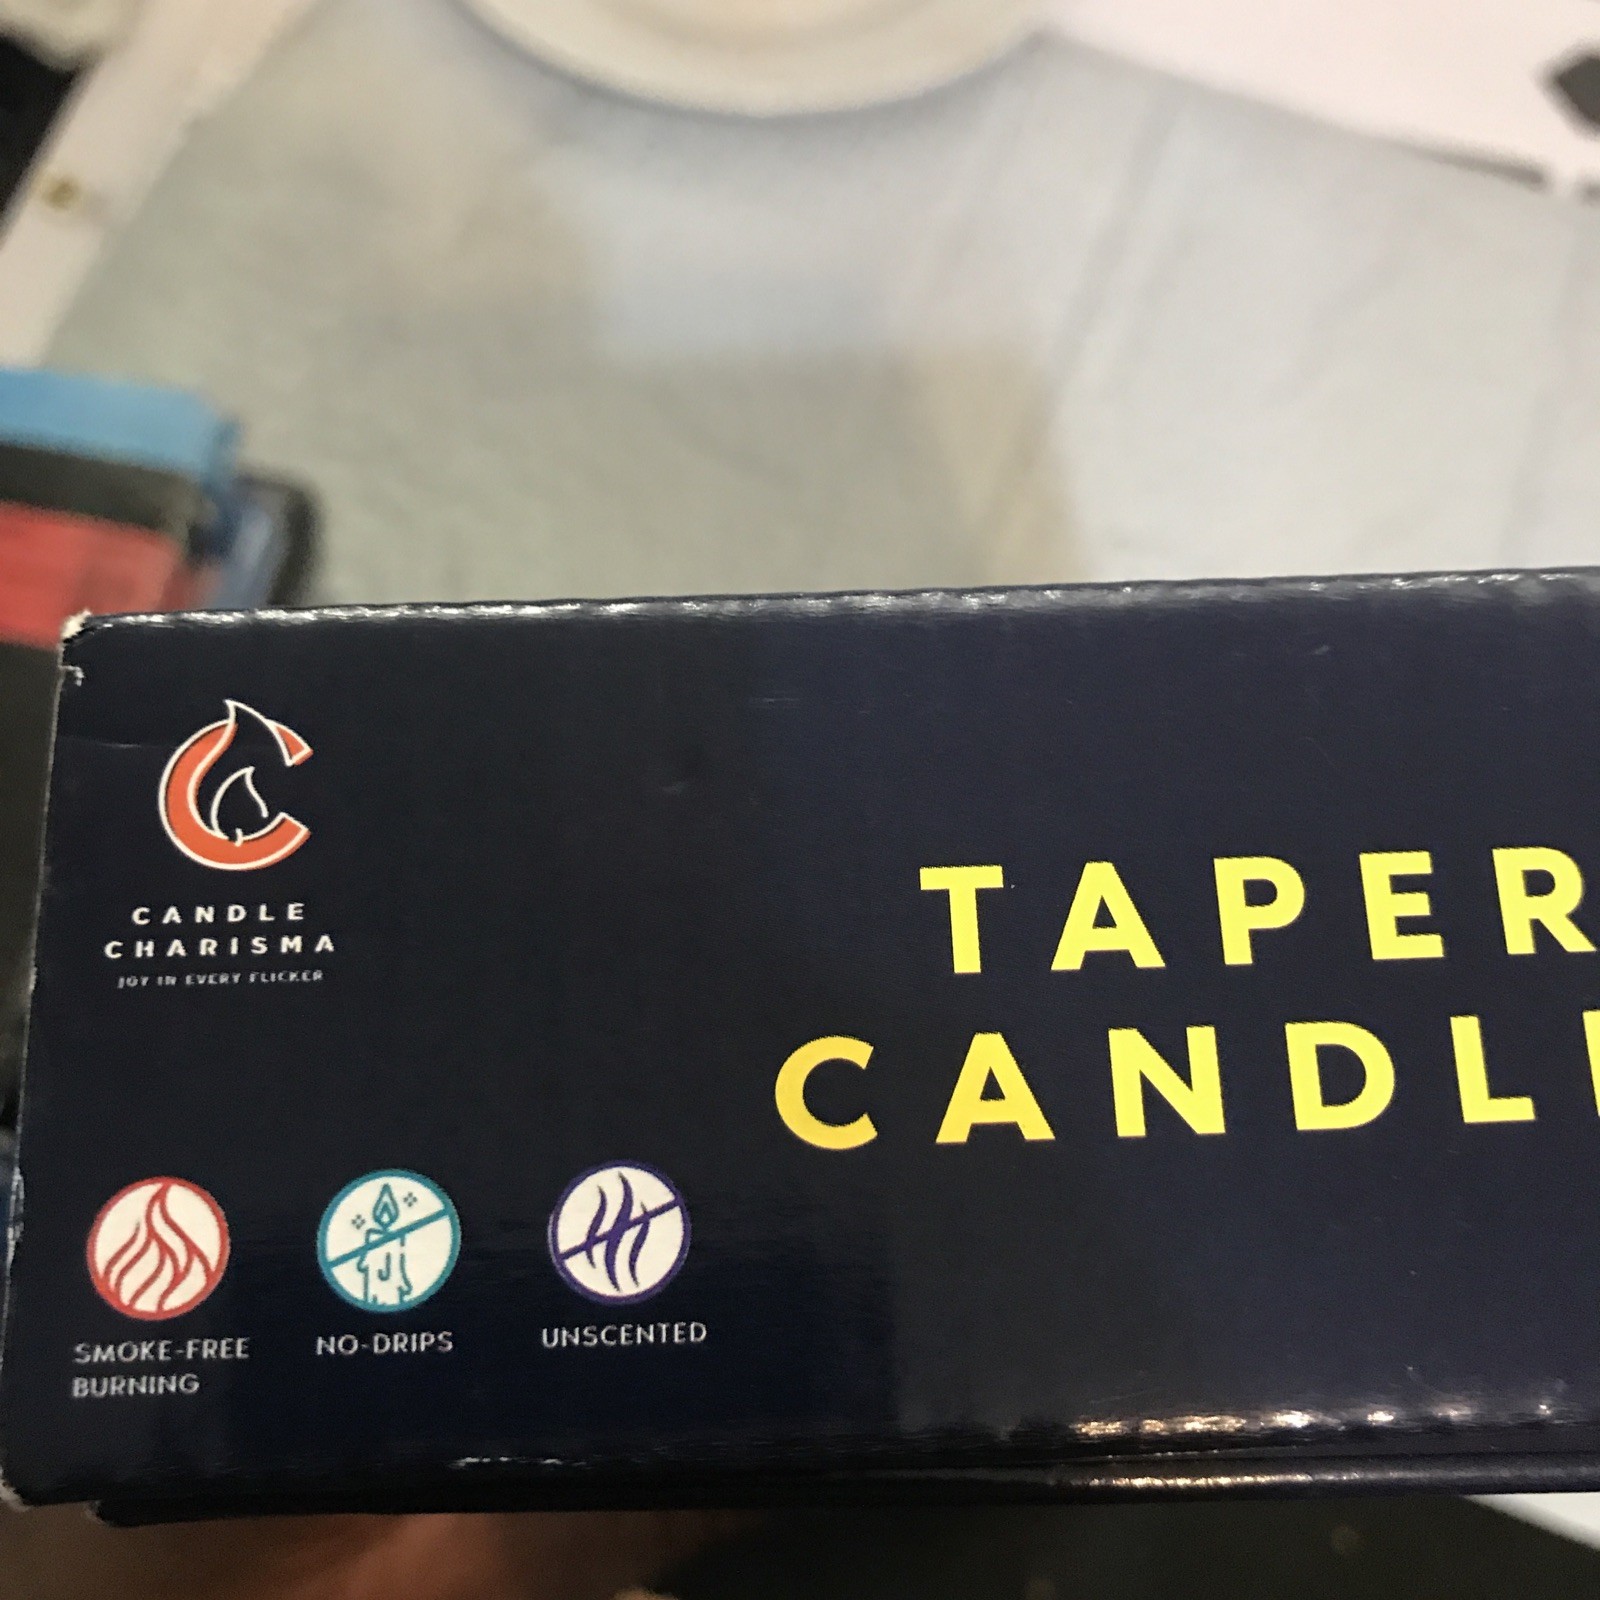 CANDLE
CHARISMA
JOY IN EVERY FLICKER
TAPER
CANDL
SMOKE-FREE
BURNING
NO-DRIPS
UNSCENTED